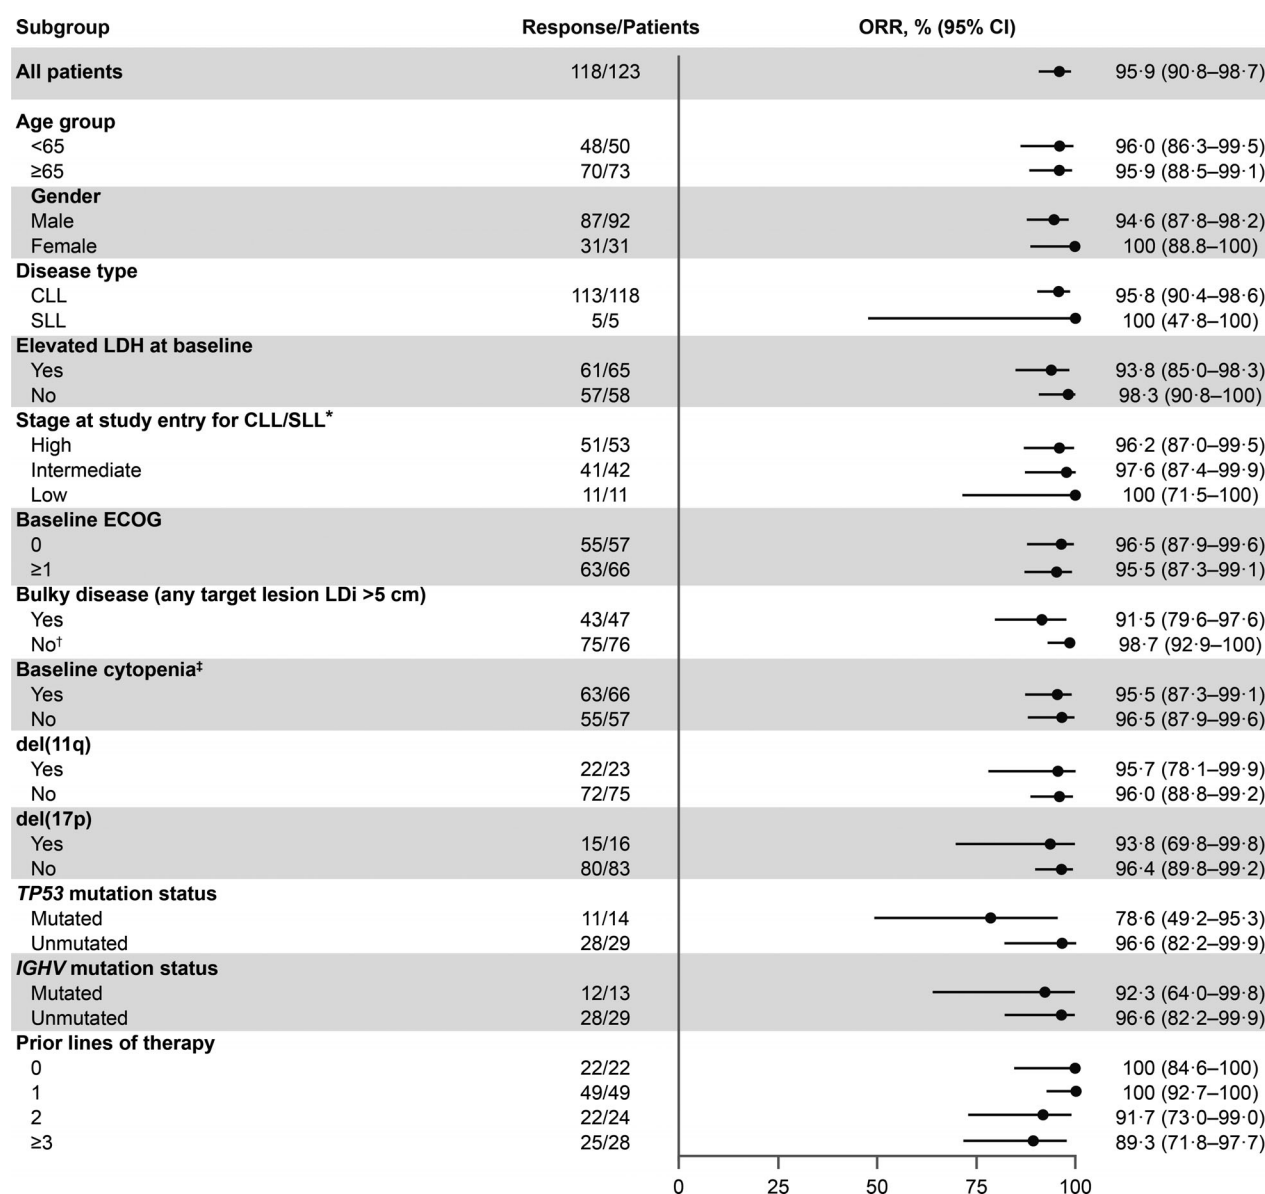 Subgroup Response/Patients ORR, % (95% CI)
All patients 118/123 95·9 (90·8–98·7)
Age group
<65 48/50 96·0 (86·3–99·5)
≥65 70/73 95·9 (88·5–99·1)
Gender
Male 87/92 94·6 (87·8–98·2)
Female 31/31 100 (88.8–100)
Disease type
CLL 113/118 95·8 (90·4–98·6)
SLL 5/5 100 (47·8–100)
Elevated LDH at baseline
Yes 61/65 93·8 (85·0–98·3)
No 57/58 98·3 (90·8–100)
Stage at study entry for CLL/SLL*
High 51/53 96·2 (87·0–99·5)
Intermediate 41/42 97·6 (87·4–99·9)
Low 11/11 100 (71·5–100)
Baseline ECOG
0 55/57 96·5 (87·9–99·6)
≥1 63/66 95·5 (87·3–99·1)
Bulky disease (any target lesion LDi >5 cm)
Yes 43/47 91·5 (79·6–97·6)
No† 75/76 98·7 (92·9–100)
Baseline cytopenia‡
Yes 63/66 95·5 (87·3–99·1)
No 55/57 96·5 (87·9–99·6)
del(11q)
Yes 22/23 95·7 (78·1–99·9)
No 72/75 96·0 (88·8–99·2)
del(17p)
Yes 15/16 93·8 (69·8–99·8)
No 80/83 96·4 (89·8–99·2)
TP53 mutation status
Mutated 11/14 78·6 (49·2–95·3)
Unmutated 28/29 96·6 (82·2–99·9)
IGHV mutation status
Mutated 12/13 92·3 (64·0–99·8)
Unmutated 28/29 96·6 (82·2–99·9)
Prior lines of therapy
0 22/22 100 (84·6–100)
1 49/49 100 (92·7–100)
2 22/24 91·7 (73·0–99·0)
≥3 25/28 89·3 (71·8–97·7)
0 25 50 75 100